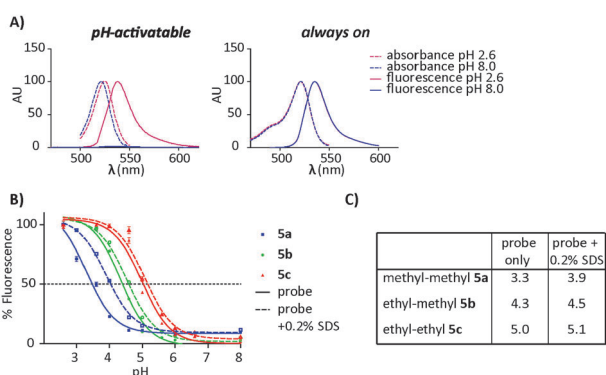 A)
pH-activatable
always on
AU
150
100
50
0
500
550
600
λ (nm)
AU
150
100
50
0
500
550
600
λ (nm)
absorbance pH 2.6
absorbance pH 8.0
fluorescence pH 2.6
fluorescence pH 8.0
B)
% Fluorescence
100
50
0
3
4
5
6
7
8
pH
5a
5b
5c
probe
probe
+0.2% SDS
C)
probe only
probe + 0.2% SDS
methyl-methyl 5a 3.3 3.9
ethyl-methyl 5b 4.3 4.5
ethyl-ethyl 5c 5.0 5.1